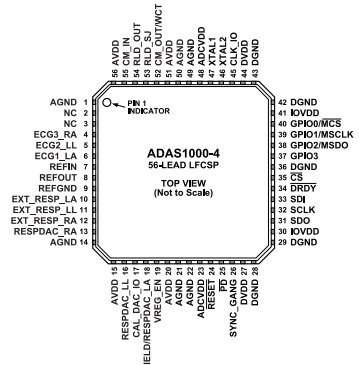 56 AVDD
55 CM_IN
54 RLD_OUT
53 RLD_SJ
52 CM_OUT/WCT
51 AVDD
50 AGND
49 AGND
48 ADCVDD
47 XTAL1
46 XTAL2
45 CLK_IO
44 DVDD
43 DGND
AGND 1
NC 2
NC 3
ECG3_RA 4
ECG2_LL 5
ECG1_LA 6
REFIN 7
REFOUT 8
REFGND 9
EXT_RESP_LA 10
EXT_RESP_LL 11
EXT_RESP_RA 12
RESPDAC_RA 13
AGND 14
PIN 1
INDICATOR
ADAS1000-4
56-LEAD LFCSP
TOP VIEW
(Not to Scale)
42 DGND
41 IOVDD
40 GPIO0/MCS
39 GPIO1/MSCLK
38 GPIO2/MSDO
37 GPIO3
36 DGND
35 CS
34 DRDY
33 SDI
32 SCLK
31 SDO
30 IOVDD
29 DGND
AVDD 15
RESPDAC_LL 16
CAL_DAC_IO 17
IELD/RESPDAC_LA 18
VREG_EN 19
AVDD 20
AGND 21
AGND 22
ADCVDD 23
RESET 24
PD 25
SYNC_GANG 26
DVDD 27
DGND 28